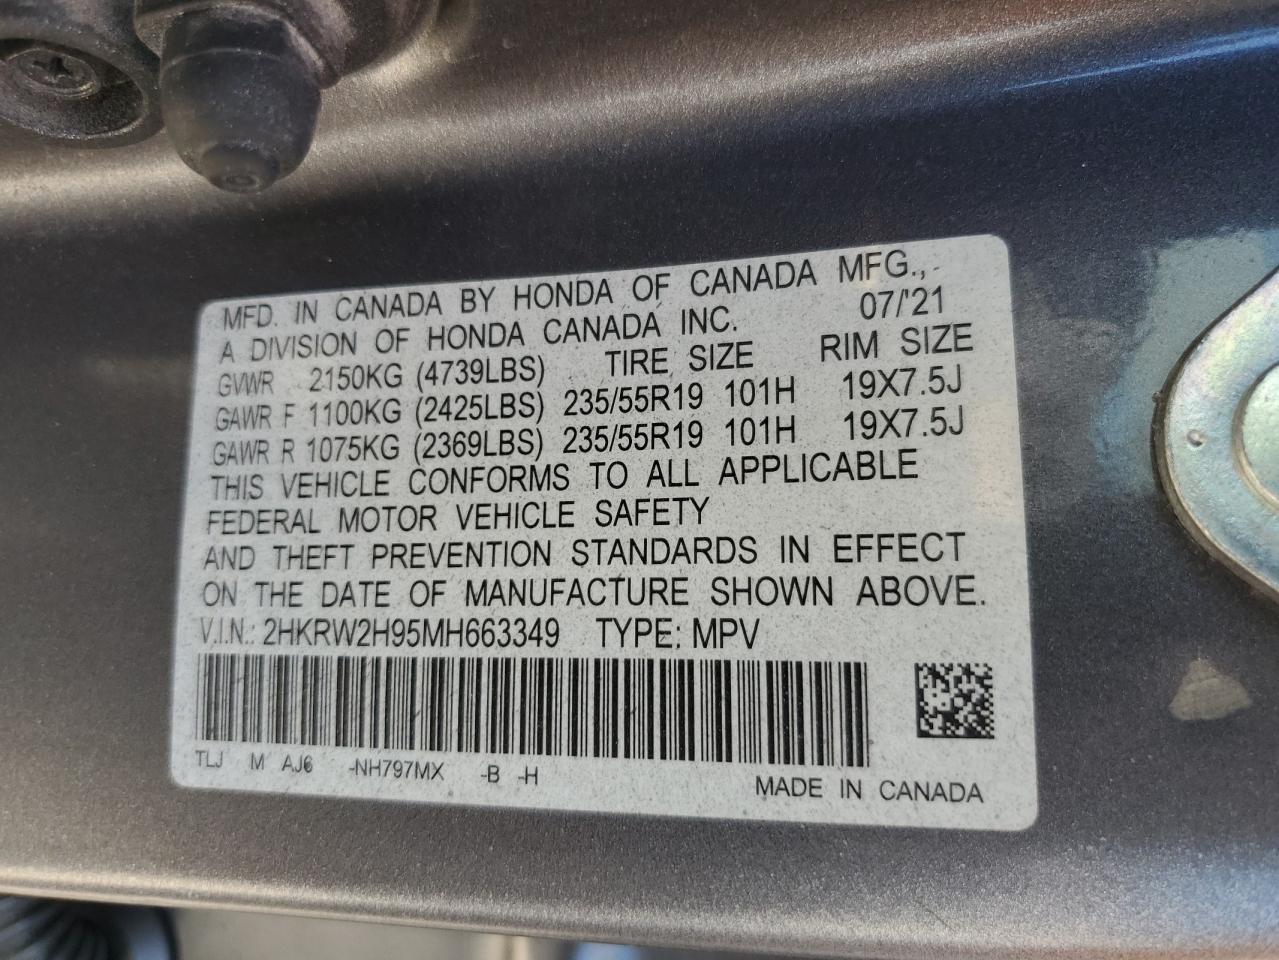 MFD. IN CANADA BY HONDA OF CANADA MFG.,
A DIVISION OF HONDA CANADA INC. 07/'21
GVWR 2150KG (4739LBS) TIRE SIZE RIM SIZE
GAWR F 1100KG (2425LBS) 235/55R19 101H 19X7.5J
GAWR R 1075KG (2369LBS) 235/55R19 101H 19X7.5J
THIS VEHICLE CONFORMS TO ALL APPLICABLE
FEDERAL MOTOR VEHICLE SAFETY
AND THEFT PREVENTION STANDARDS IN EFFECT
ON THE DATE OF MANUFACTURE SHOWN ABOVE.
V.I.N.: 2HKRW2H95MH663349 TYPE: MPV
TLJ M AJ6 -NH797MX -B -H
MADE IN CANADA